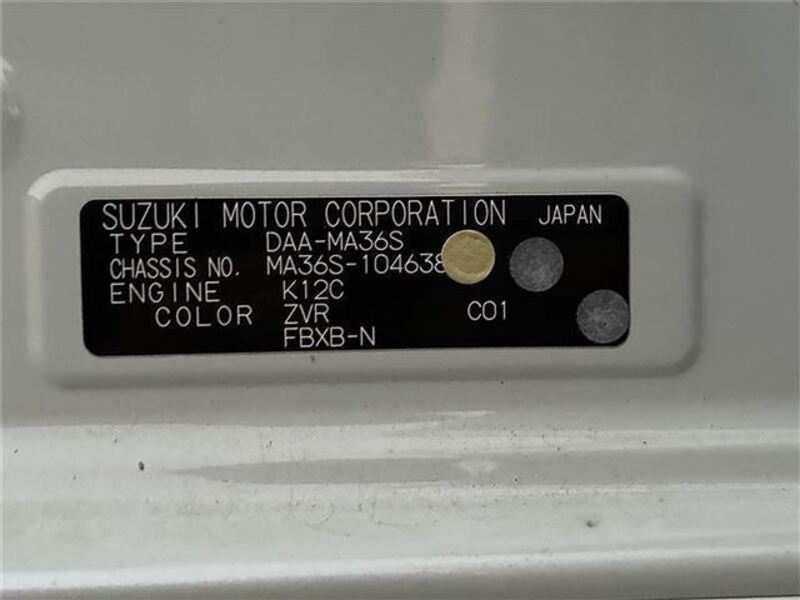 SUZUKI MOTOR CORPORATION JAPAN
TYPE DAA-MA36S
CHASSIS NO. MA36S-104638
ENGINE K12C
COLOR ZVR C01
FBXB-N